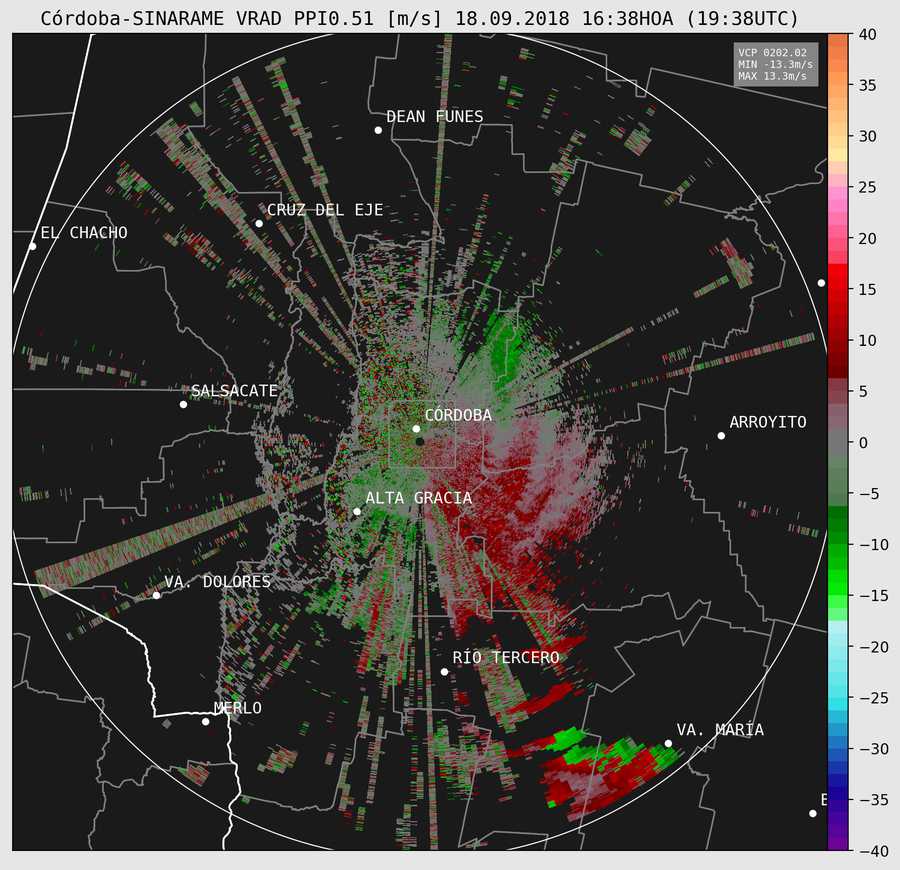 Córdoba-SINARAME VRAD PPI0.51 [m/s] 18.09.2018 16:38HOA (19:38UTC)
VCP 0202.02
MIN -13.3m/s
MAX 13.3m/s
DEAN FUNES
CRUZ DEL EJE
EL CHACHO
SALSACATE
CÓRDOBA
ARROYITO
ALTA GRACIA
VA. DOLORES
RÍO TERCERO
MERLO
VA. MARÍA
40
35
30
25
20
15
10
5
0
−5
−10
−15
−20
−25
−30
−35
−40